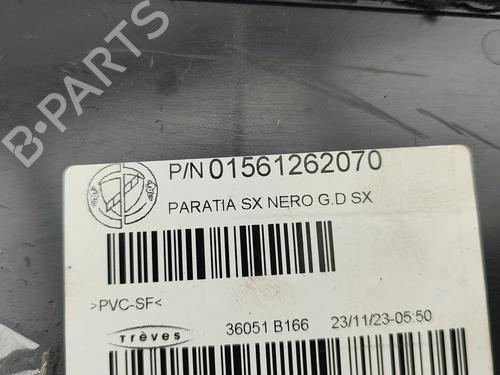 B-PARTS
P/N 01561262070
PARATIA SX NERO G.D SX
>PVC-SF<
Trèves 36051 B166 23/11/23-05:50